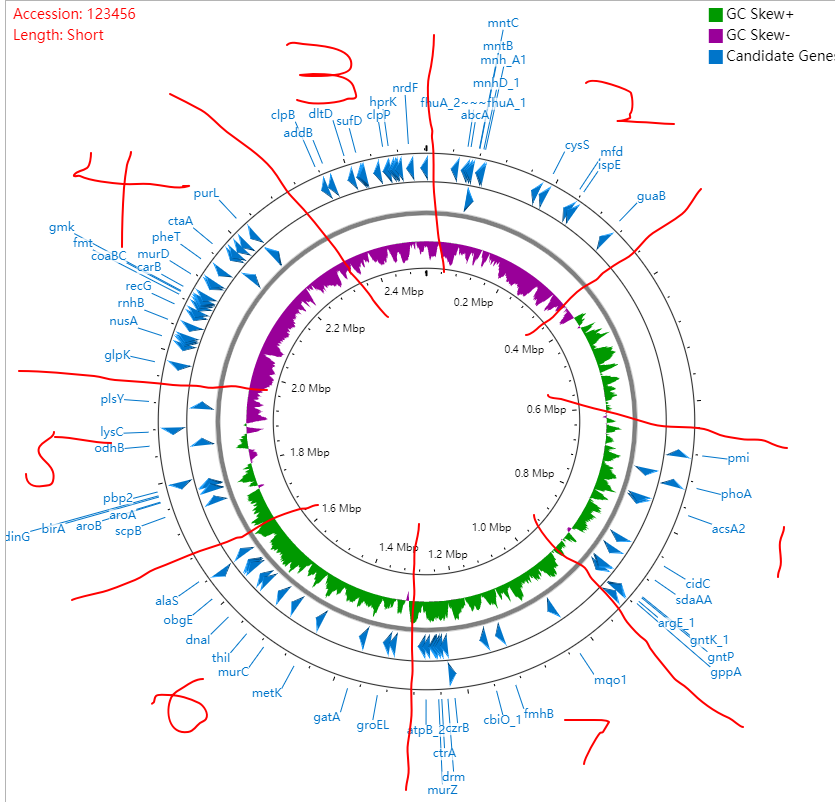 Accession: 123456
Length: Short
GC Skew+
GC Skew-
Candidate Genes
mntC
mntB
mnh_A1
mnhD_1
fhuA_2~~~fhuA_1
abcA
nrdF
hprK
clpP
sufD
dltD
clpB
addB
3
2
cysS
mfd
ispE
guaB
4
purL
ctaA
pheT
gmk
fmt
coaBC
murD
carB
recG
rnhB
nusA
glpK
plsY
lysC
odhB
5
pbp2
aroA
aroB
birA
dinG
scpB
2.4 Mbp
0.2 Mbp
2.2 Mbp
0.4 Mbp
2.0 Mbp
0.6 Mbp
1.8 Mbp
0.8 Mbp
1.6 Mbp
1.0 Mbp
1.4 Mbp
1.2 Mbp
pmi
phoA
acsA2
1
cidC
sdaAA
argE_1
gntK_1
gntP
gppA
mqo1
7
alaS
obgE
dnaI
thiI
murC
metK
6
gatA
groEL
atpB_2
czrB
ctrA
drm
murZ
cbiO_1
fmhB